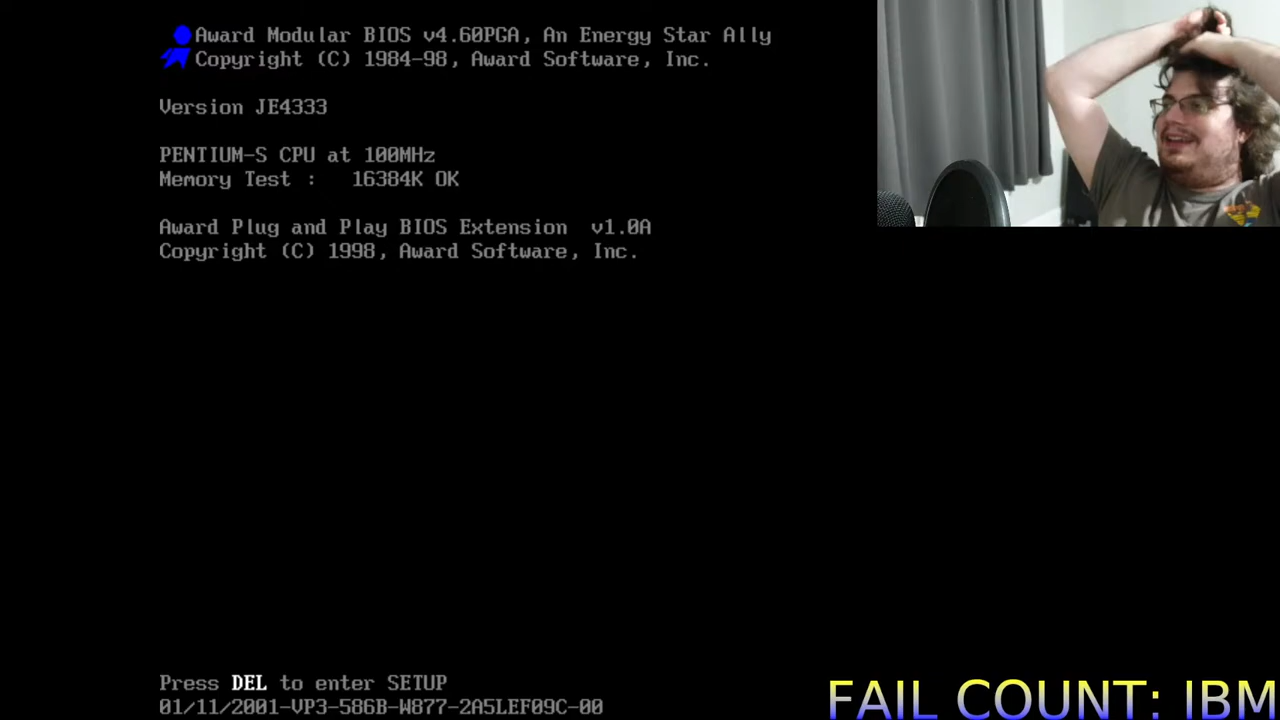 Award Modular BIOS v4.60PGA, An Energy Star Ally
Copyright (C) 1984-98, Award Software, Inc.
Version JE4333
PENTIUM-S CPU at 100MHz
Memory Test :   16384K OK
Award Plug and Play BIOS Extension  v1.0A
Copyright (C) 1998, Award Software, Inc.
Press DEL to enter SETUP
01/11/2001-VP3-586B-W877-2A5LEF09C-00
FAIL COUNT: IBM